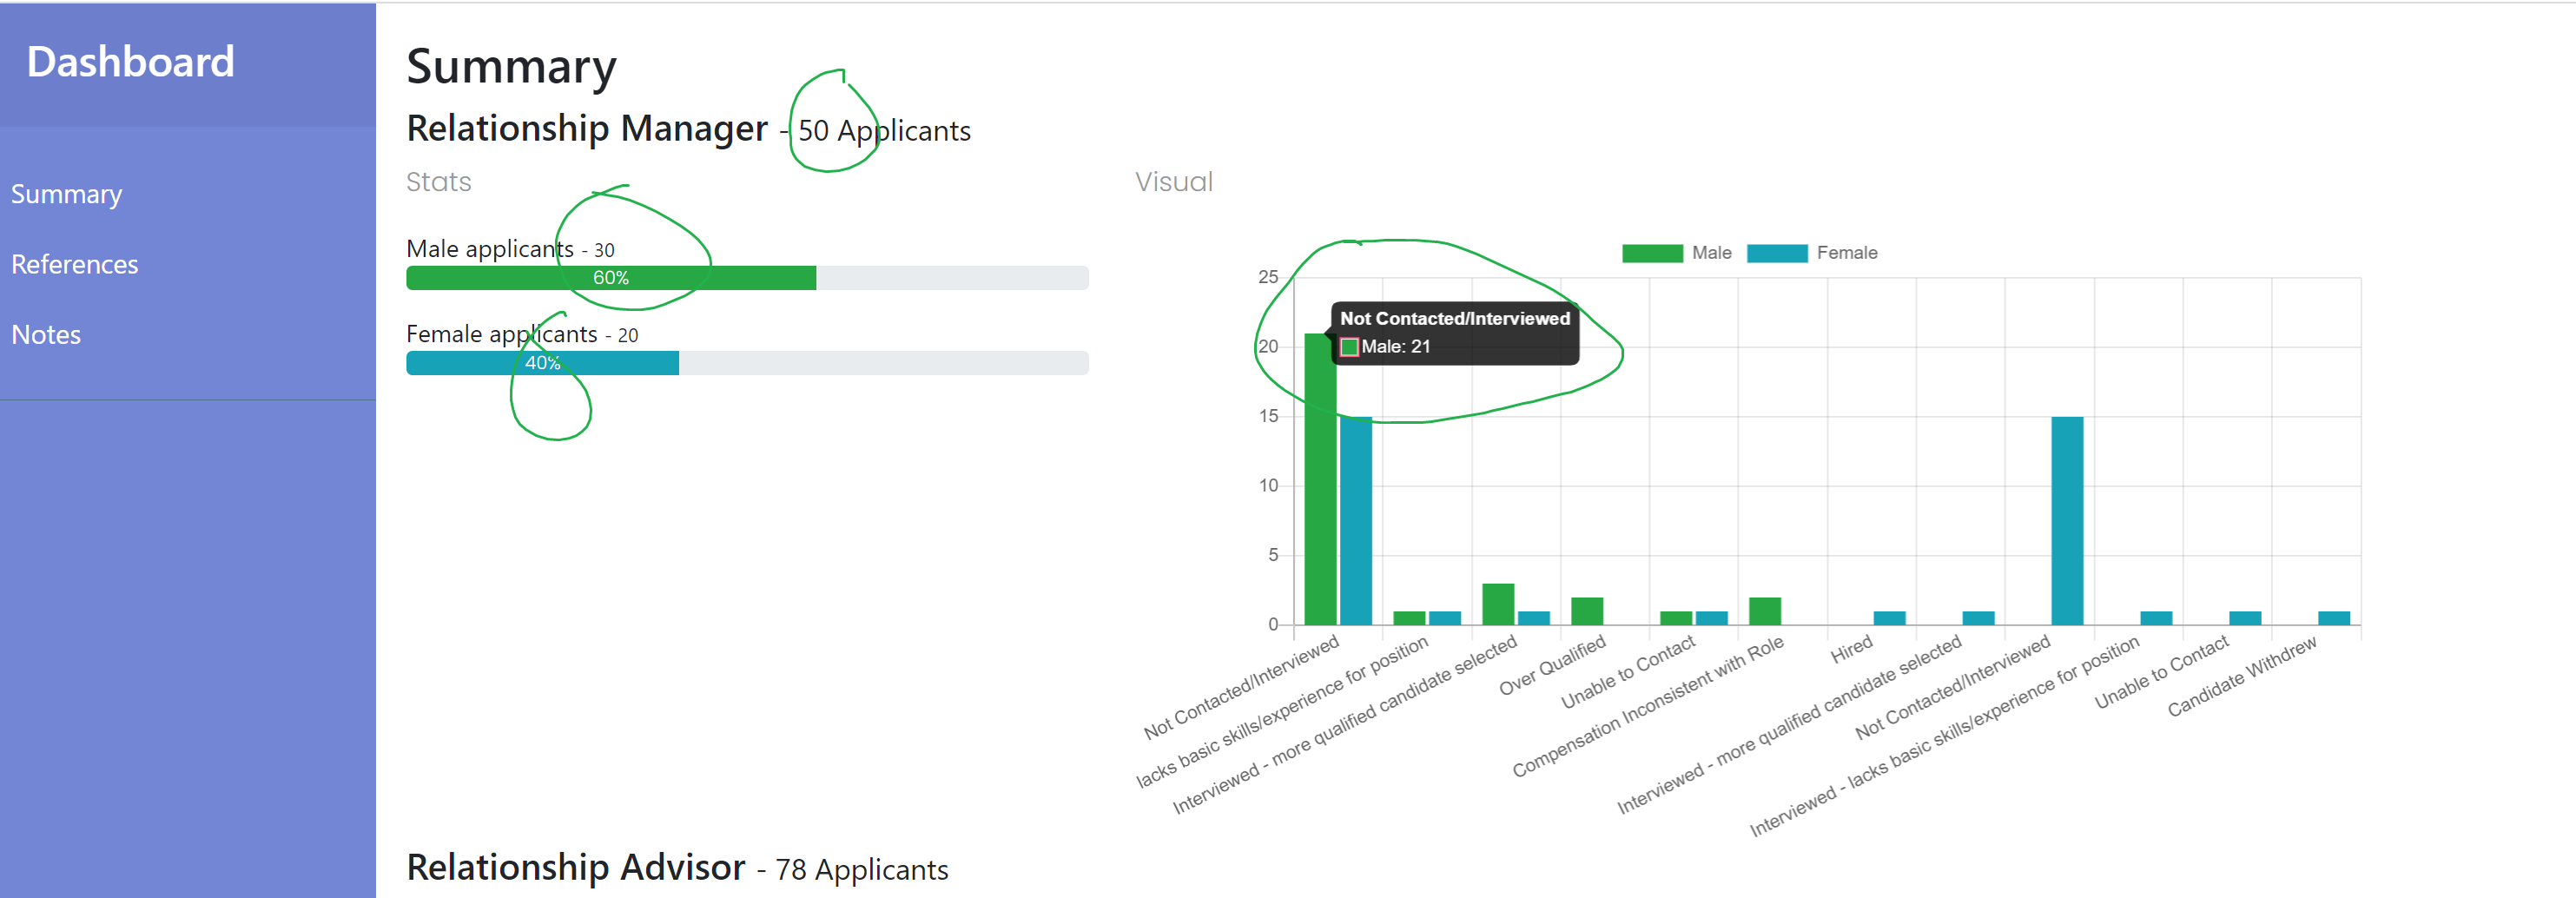 Dashboard
Summary
References
Notes
Summary
Relationship Manager - 50 Applicants
Stats
Male applicants - 30
60%
Female applicants - 20
40%
Visual
Male Female
25
20
15
10
5
0
Not Contacted/Interviewed
Male: 21
Not Contacted/Interviewed
lacks basic skills/experience for position
Interviewed - more qualified candidate selected
Over Qualified
Unable to Contact
Compensation Inconsistent with Role
Hired
Interviewed - more qualified candidate selected
Not Contacted/Interviewed
Interviewed - lacks basic skills/experience for position
Unable to Contact
Candidate Withdrew
Relationship Advisor - 78 Applicants